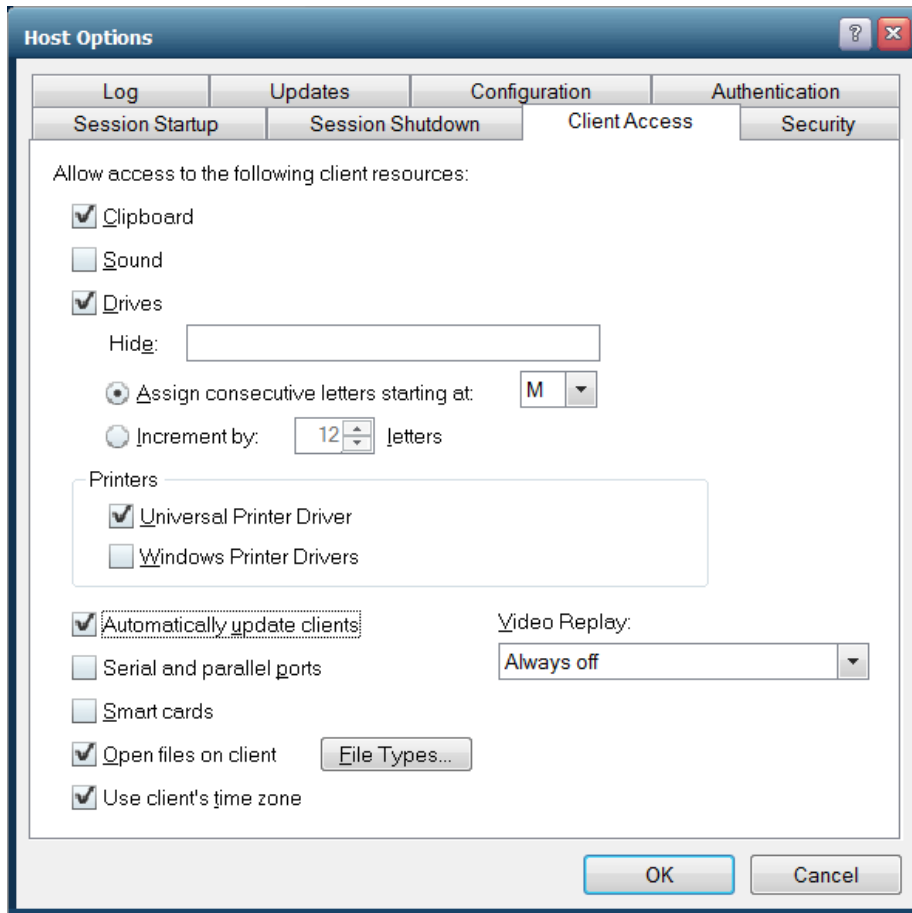 Host Options
Log Updates Configuration Authentication
Session Startup Session Shutdown Client Access Security
Allow access to the following client resources:
Clipboard
Sound
Drives
Hide:
Assign consecutive letters starting at: M
Increment by: 12 letters
Printers
Universal Printer Driver
Windows Printer Drivers
Automatically update clients Video Replay:
Serial and parallel ports Always off
Smart cards
Open files on client File Types...
Use client's time zone
OK Cancel